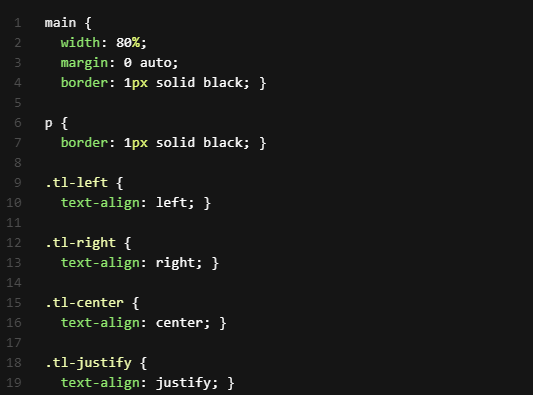 1 main {
2 width: 80%;
3 margin: 0 auto;
4 border: 1px solid black; }
5
6 p {
7 border: 1px solid black; }
8
9 .tl-left {
10 text-align: left; }
11
12 .tl-right {
13 text-align: right; }
14
15 .tl-center {
16 text-align: center; }
17
18 .tl-justify {
19 text-align: justify; }